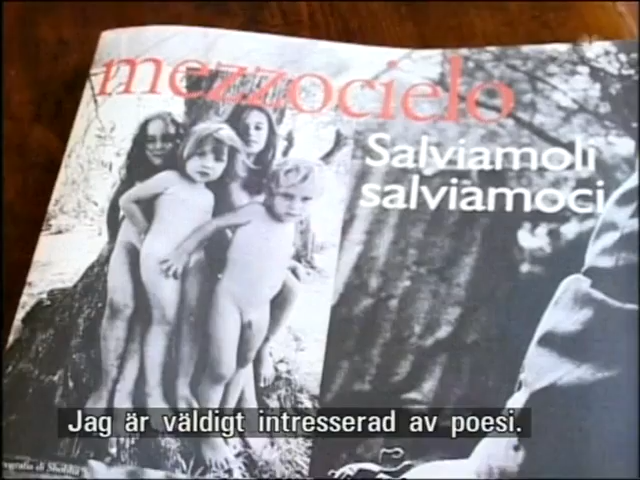 mezzocielo
Salviamoli
salviamoci
Jag är väldigt intresserad av poesi.